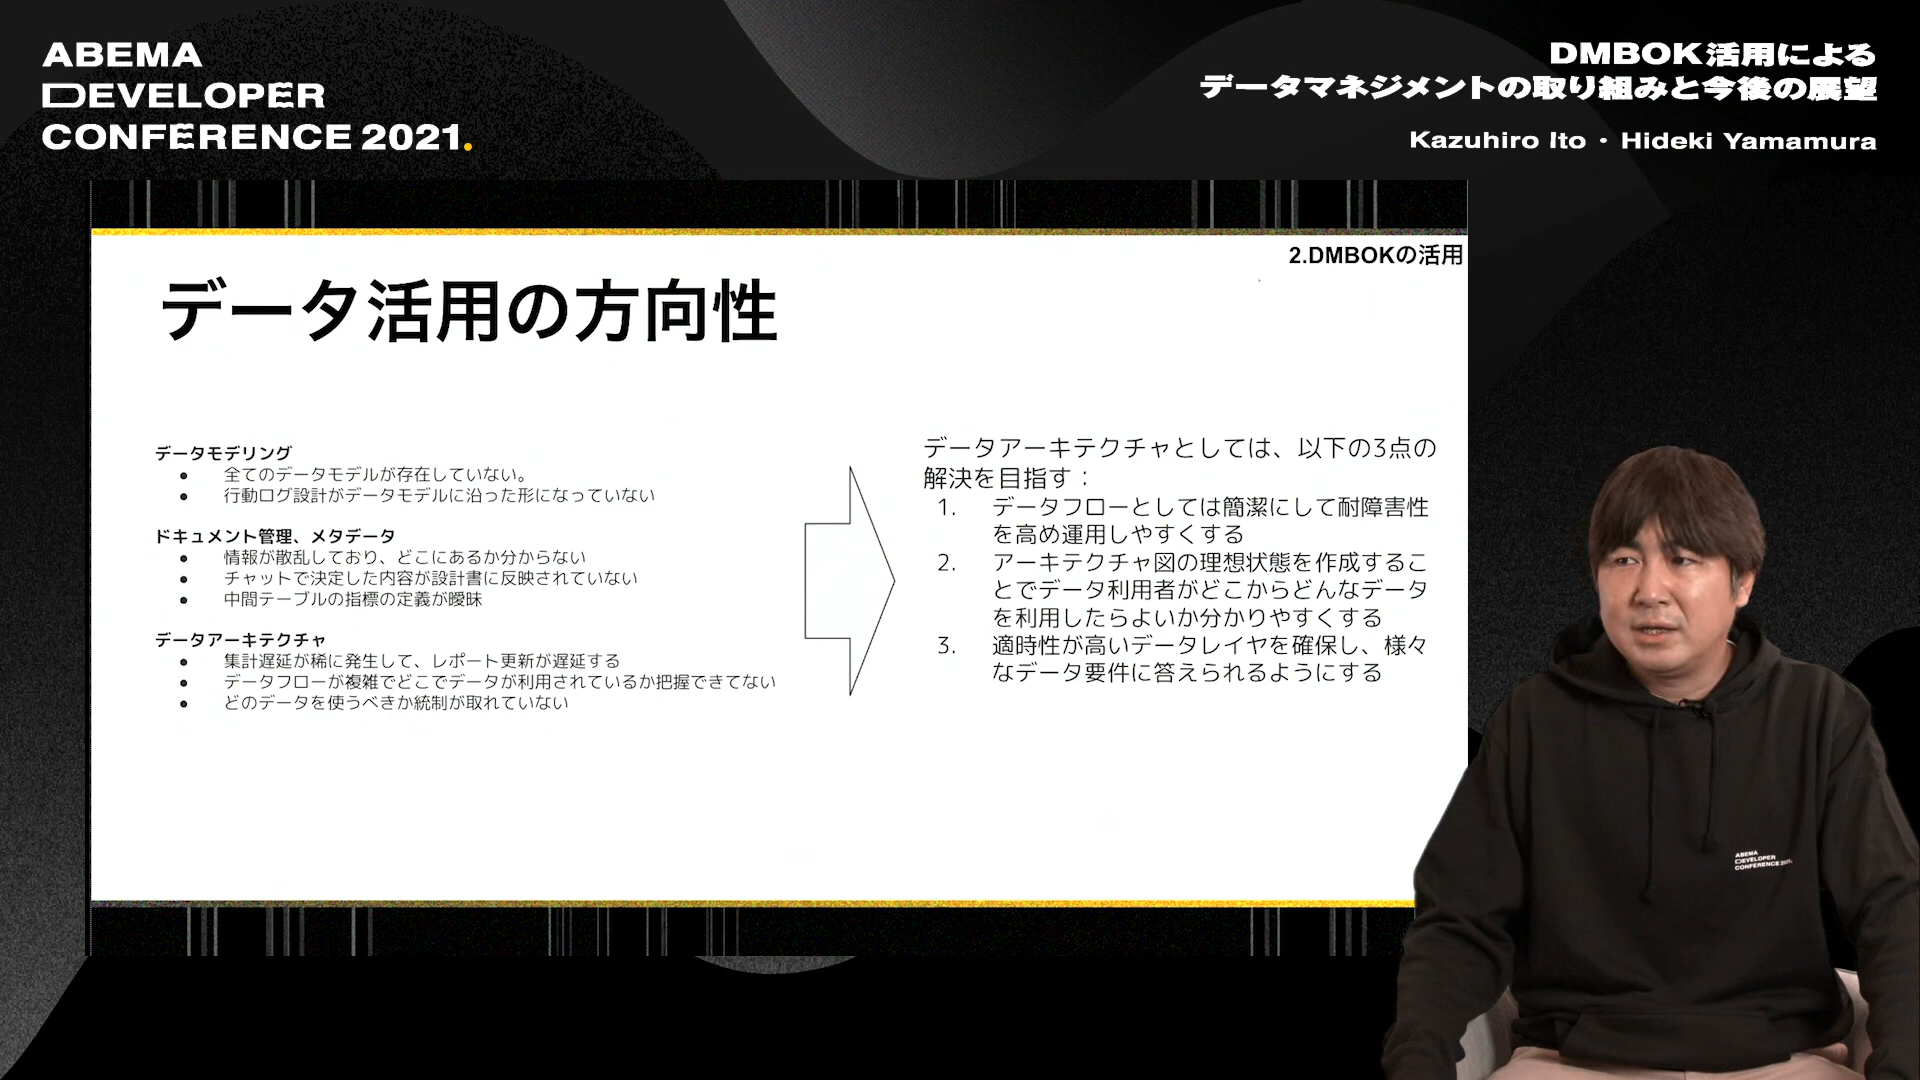 ABEMA
DEVELOPER
CONFERENCE 2021.
DMBOK活用による
データマネジメントの取り組みと今後の展望
Kazuhiro Ito・Hideki Yamamura
2.DMBOKの活用
データ活用の方向性
データモデリング
● 全てのデータモデルが存在していない。
● 行動ログ設計がデータモデルに沿った形になっていない
ドキュメント管理、メタデータ
● 情報が散乱しており、どこにあるか分からない
● チャットで決定した内容が設計書に反映されていない
● 中間テーブルの指標の定義が曖昧
データアーキテクチャ
● 集計遅延が稀に発生して、レポート更新が遅延する
● データフローが複雑でどこでデータが利用されているか把握できてない
● どのデータを使うべきか統制が取れていない
データアーキテクチャとしては、以下の3点の
解決を目指す：
1. データフローとしては簡潔にして耐障害性
を高め運用しやすくする
2. アーキテクチャ図の理想状態を作成するこ
とでデータ利用者がどこからどんなデータ
を利用したらよいか分かりやすくする
3. 適時性が高いデータレイヤを確保し、様々
なデータ要件に答えられるようにする
ABEMA
DEVELOPER
CONFERENCE 2021.